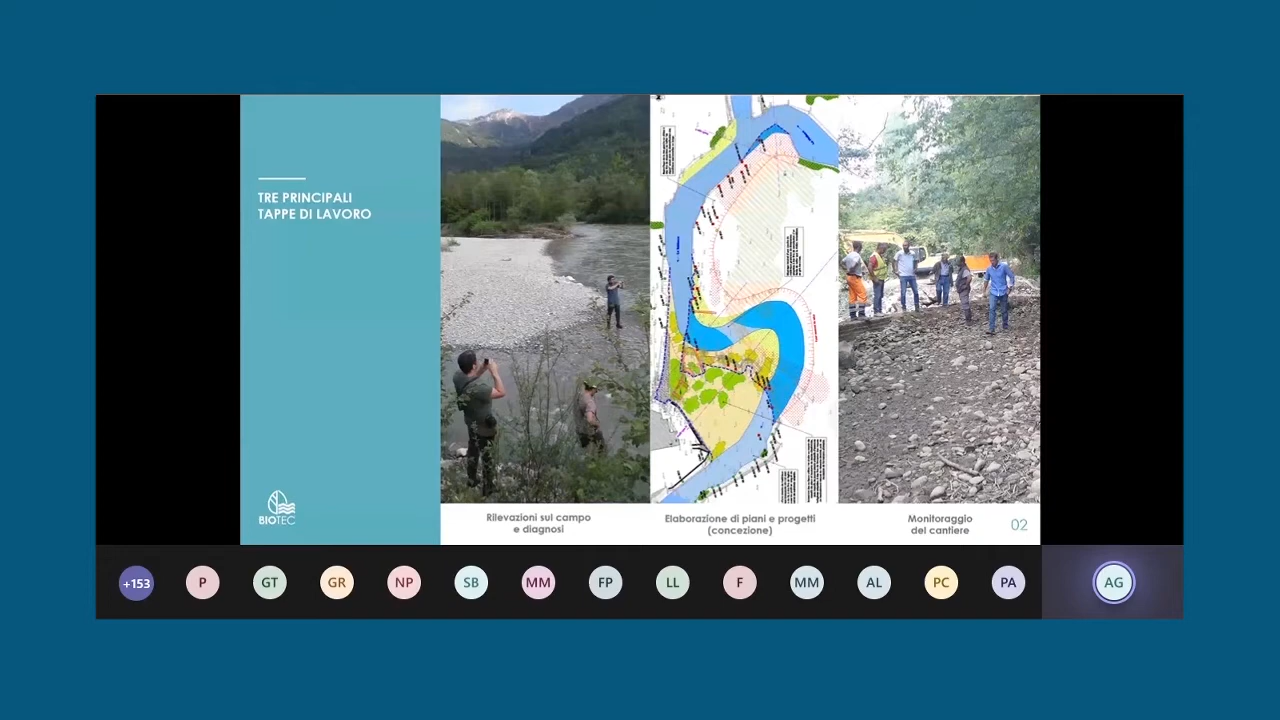 TRE PRINCIPALI
TAPPE DI LAVORO
BIOTEC
Rilevazioni sul campo
e diagnosi
Elaborazione di piani e progetti
(concezione)
Monitoraggio
del cantiere
02
+153
P
GT
GR
NP
SB
MM
FP
LL
F
MM
AL
PC
PA
AG